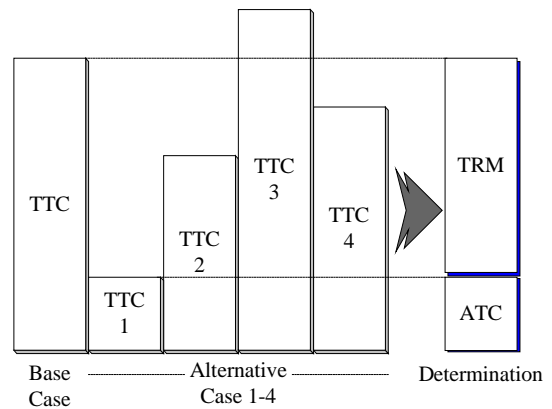 TTC
TTC
1
TTC
2
TTC
3
TTC
4
TRM
ATC
Base
Case
Alternative
Case 1-4
Determination